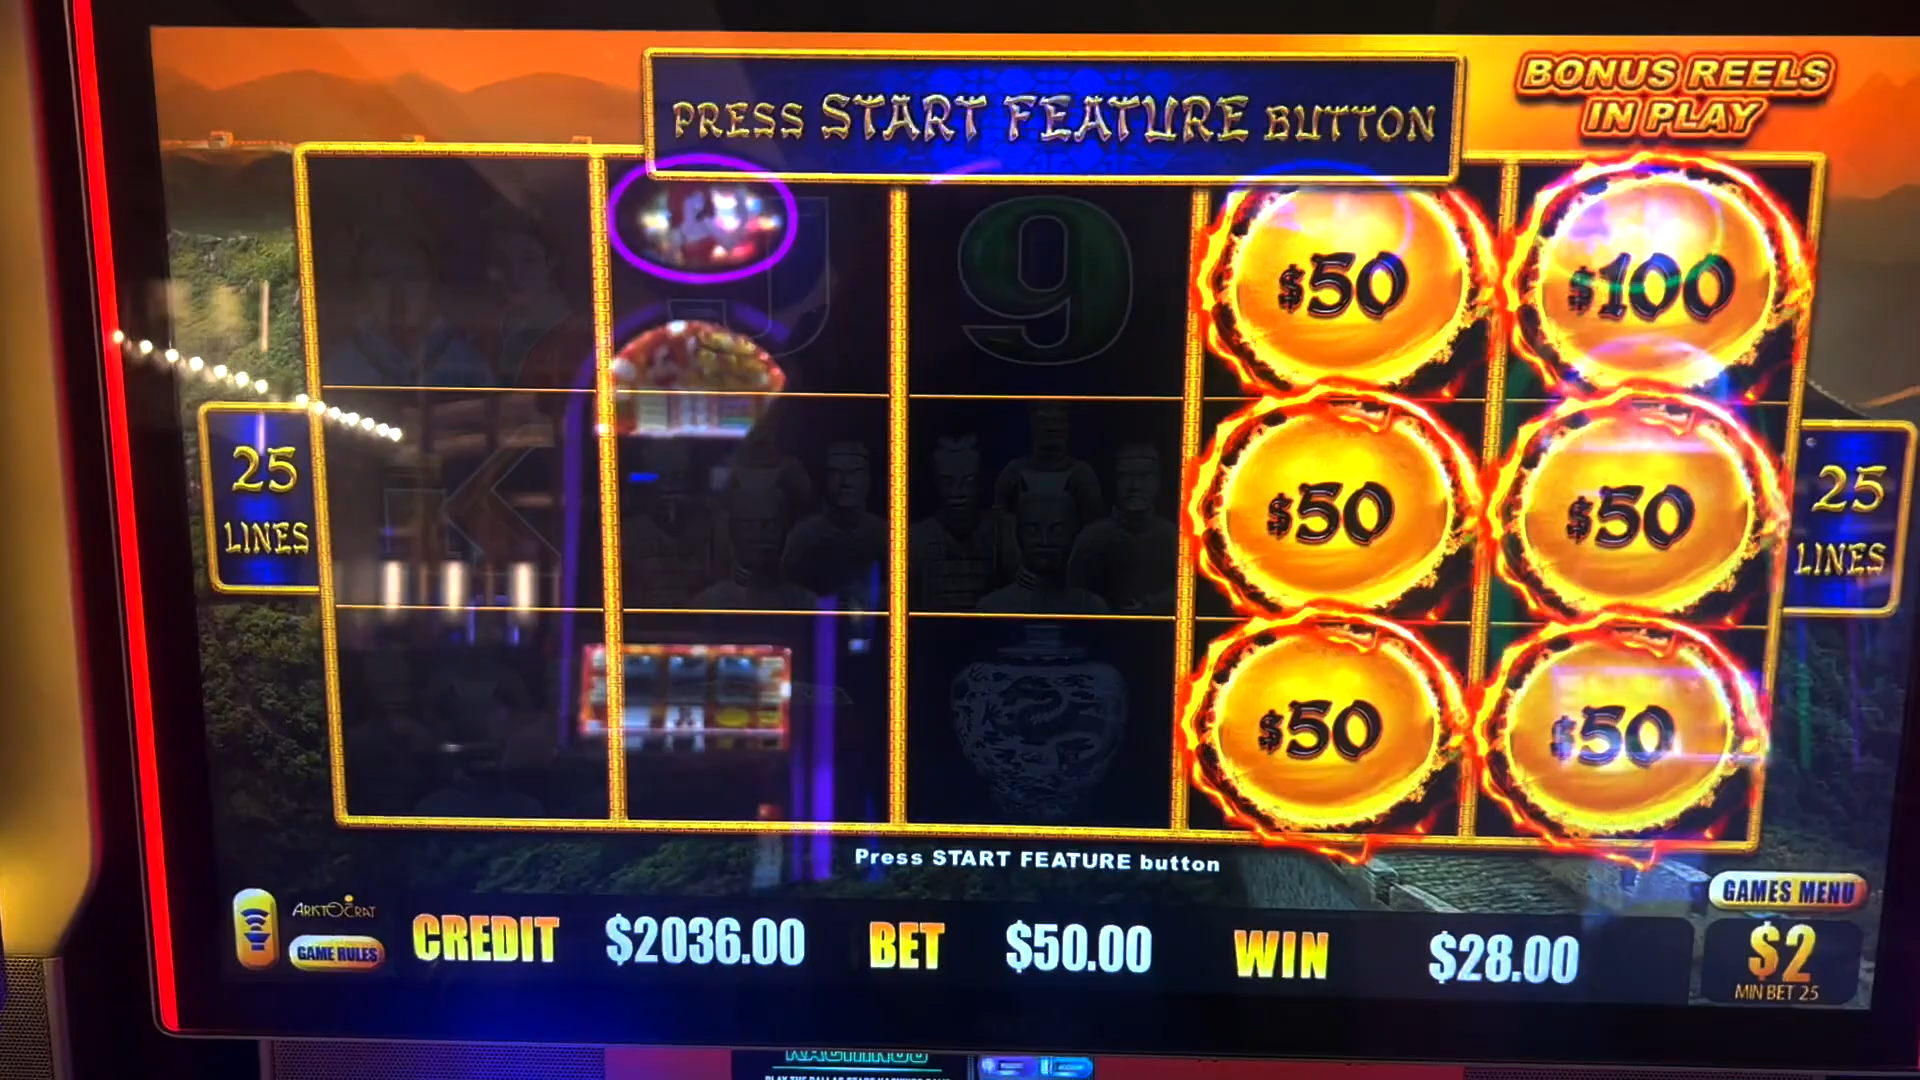 PRESS START FEATURE BUTTON
BONUS REELS
IN PLAY
J
9
$50
$100
K
$50
$50
25
LINES
25
LINES
$50
$50
Press START FEATURE button
GAMES MENU
ARISTOCRAT
GAME RULES
CREDIT $2036.00 BET $50.00 WIN $28.00
$2
MIN BET 25